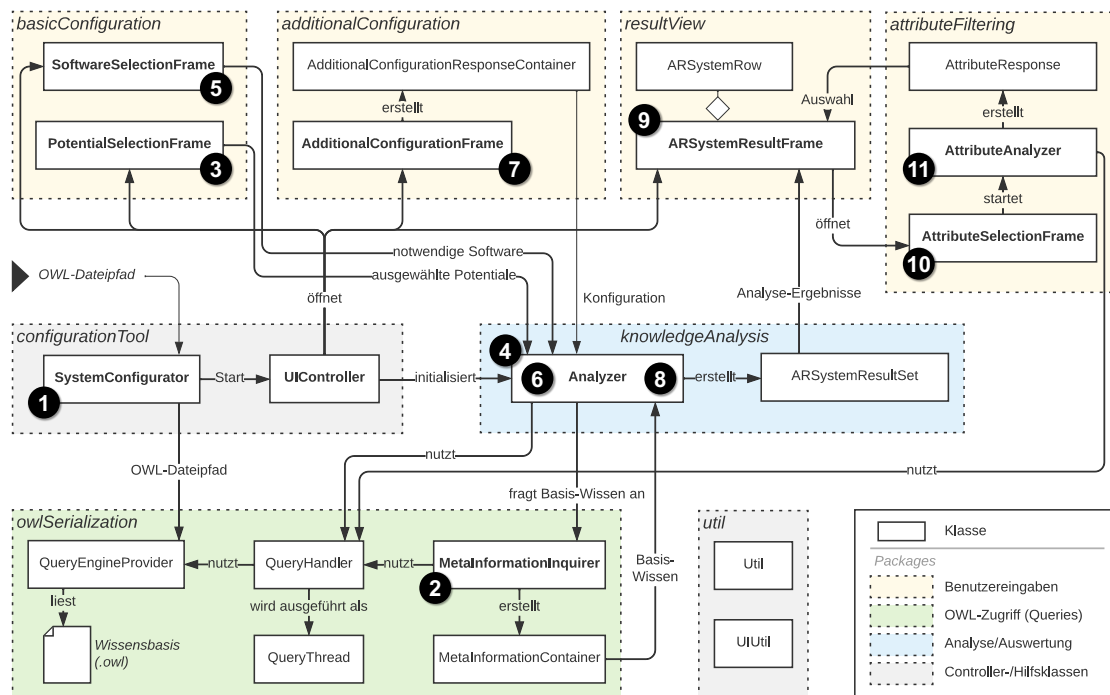 basicConfiguration
SoftwareSelectionFrame
5
PotentialSelectionFrame
3
additionalConfiguration
AdditionalConfigurationResponseContainer
erstellt
AdditionalConfigurationFrame
7
resultView
ARSystemRow
9
ARSystemResultFrame
attributeFiltering
AttributeResponse
Auswahl
erstellt
AttributeAnalyzer
11
startet
öffnet
AttributeSelectionFrame
10
OWL-Dateipfad
notwendige Software
ausgewählte Potentiale
öffnet
Konfiguration
Analyse-Ergebnisse
configurationTool
SystemConfigurator
1
Start
UIController
initialisiert
knowledgeAnalysis
4
6
Analyzer
8
erstellt
ARSystemResultSet
OWL-Dateipfad
nutzt
nutzt
fragt Basis-Wissen an
owlSerialization
QueryEngineProvider
nutzt
QueryHandler
nutzt
MetaInformationInquirer
2
liest
wird ausgeführt als
erstellt
Wissensbasis
(.owl)
QueryThread
MetaInformationContainer
Basis-
Wissen
util
Util
UIUtil
Klasse
Packages
Benutzereingaben
OWL-Zugriff (Queries)
Analyse/Auswertung
Controller-/Hilfsklassen